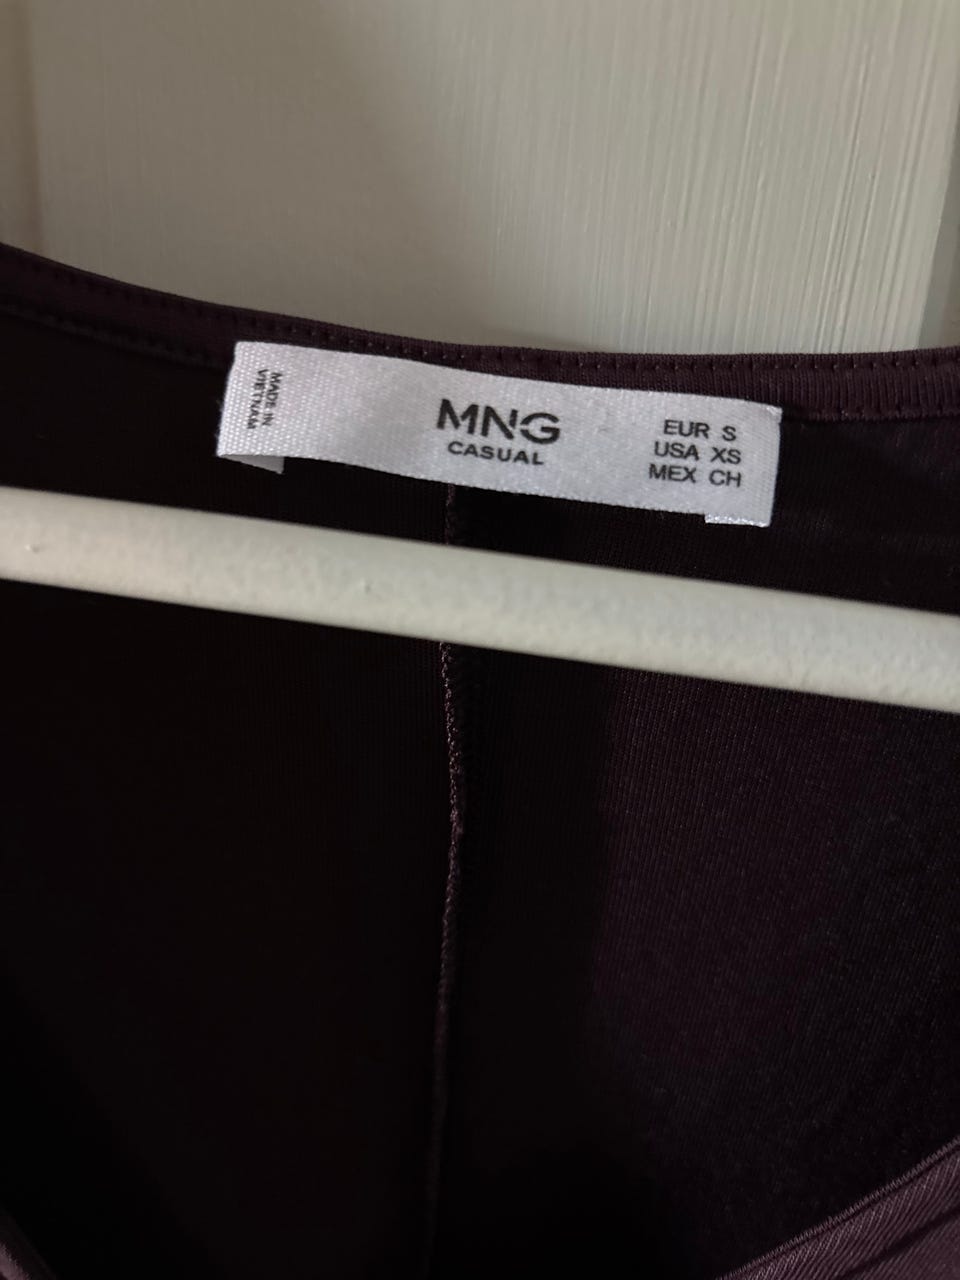 MADE IN
VIETNAM
MNG
CASUAL
EUR S
USA XS
MEX CH